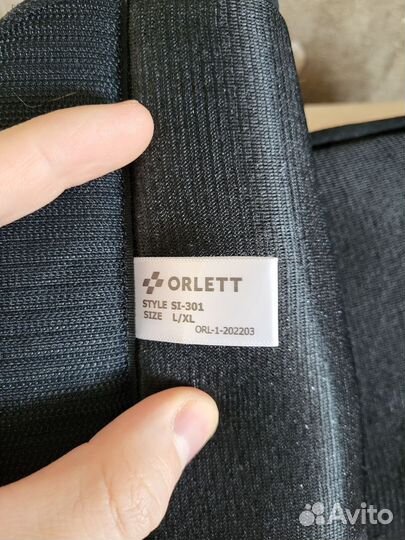 ORLETT
STYLE SI-301
SIZE L/XL
ORL-1-202203
Avito